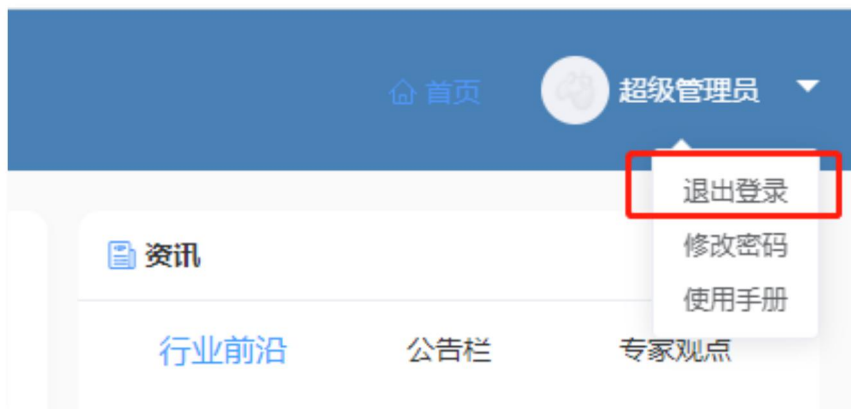 首页 超级管理员
退出登录
资讯 修改密码
使用手册
行业前沿 公告栏 专家观点